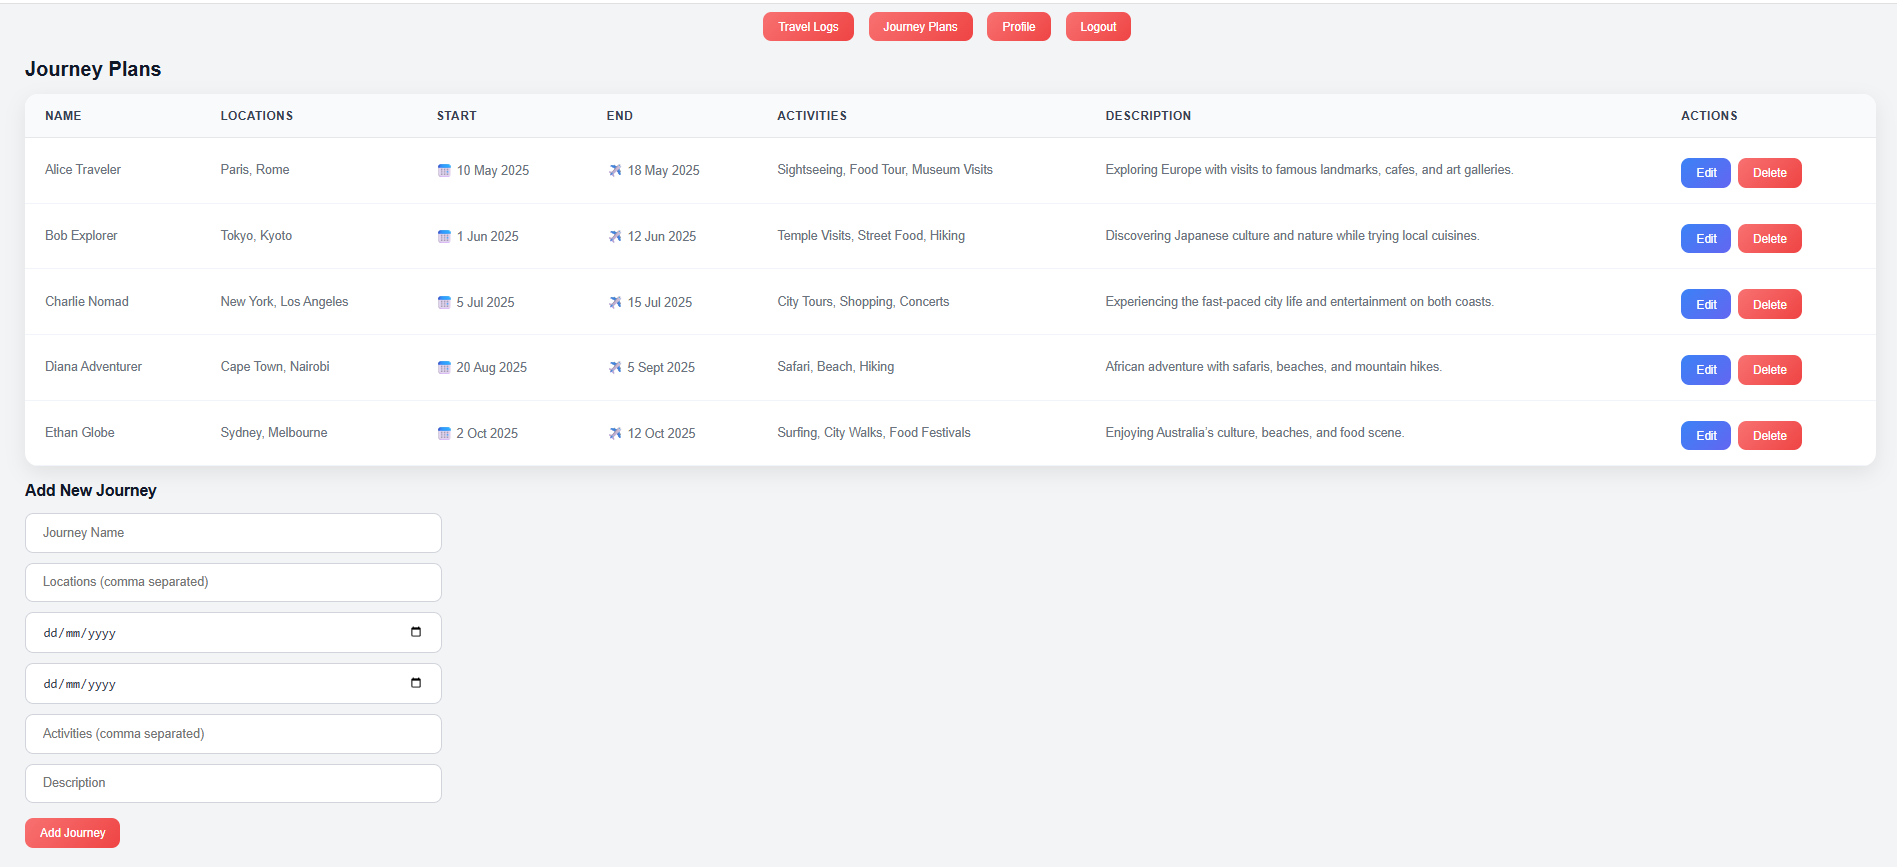 Travel Logs Journey Plans Profile Logout
Journey Plans
NAME LOCATIONS START END ACTIVITIES DESCRIPTION ACTIONS
Alice Traveler Paris, Rome 10 May 2025 18 May 2025 Sightseeing, Food Tour, Museum Visits Exploring Europe with visits to famous landmarks, cafes, and art galleries. Edit Delete
Bob Explorer Tokyo, Kyoto 1 Jun 2025 12 Jun 2025 Temple Visits, Street Food, Hiking Discovering Japanese culture and nature while trying local cuisines. Edit Delete
Charlie Nomad New York, Los Angeles 5 Jul 2025 15 Jul 2025 City Tours, Shopping, Concerts Experiencing the fast-paced city life and entertainment on both coasts. Edit Delete
Diana Adventurer Cape Town, Nairobi 20 Aug 2025 5 Sept 2025 Safari, Beach, Hiking African adventure with safaris, beaches, and mountain hikes. Edit Delete
Ethan Globe Sydney, Melbourne 2 Oct 2025 12 Oct 2025 Surfing, City Walks, Food Festivals Enjoying Australia’s culture, beaches, and food scene. Edit Delete
Add New Journey
Journey Name
Locations (comma separated)
dd/mm/yyyy
dd/mm/yyyy
Activities (comma separated)
Description
Add Journey